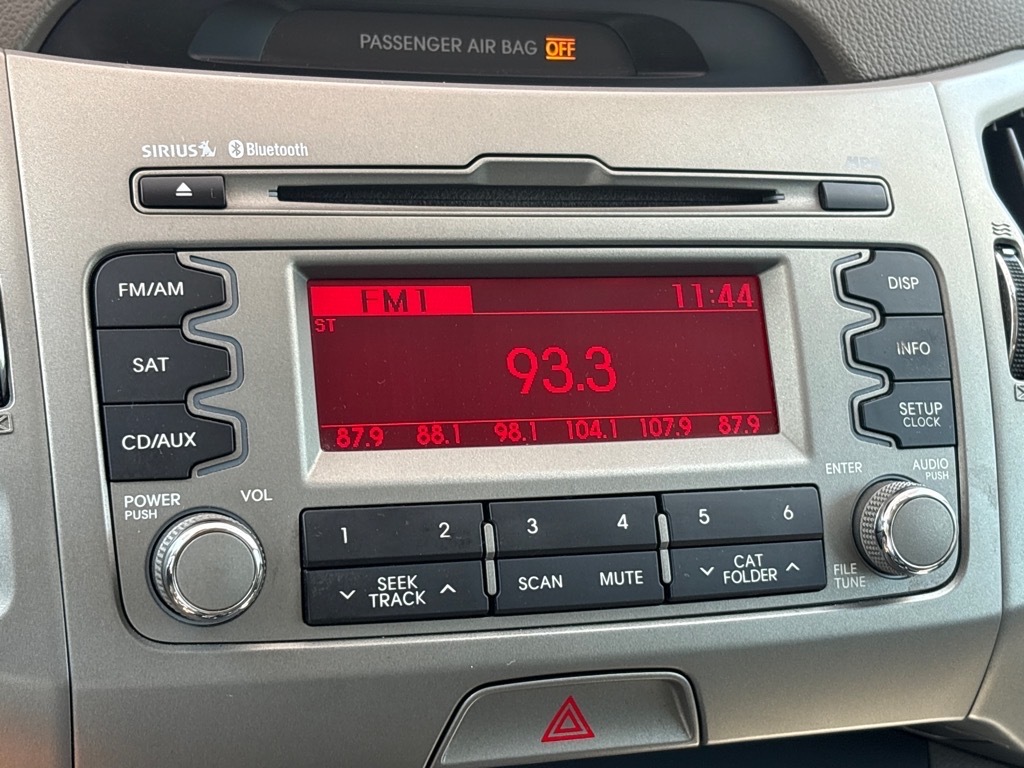 PASSENGER AIR BAG OFF
SIRIUS Bluetooth
MP3
FM/AM
SAT
CD/AUX
FM1 11:44
ST
93.3
87.9 88.1 98.1 104.1 107.9 87.9
DISP
INFO
SETUP
CLOCK
POWER
PUSH
VOL
ENTER
AUDIO
PUSH
1 2 3 4 5 6
SEEK
TRACK
SCAN MUTE
CAT
FOLDER
FILE
TUNE